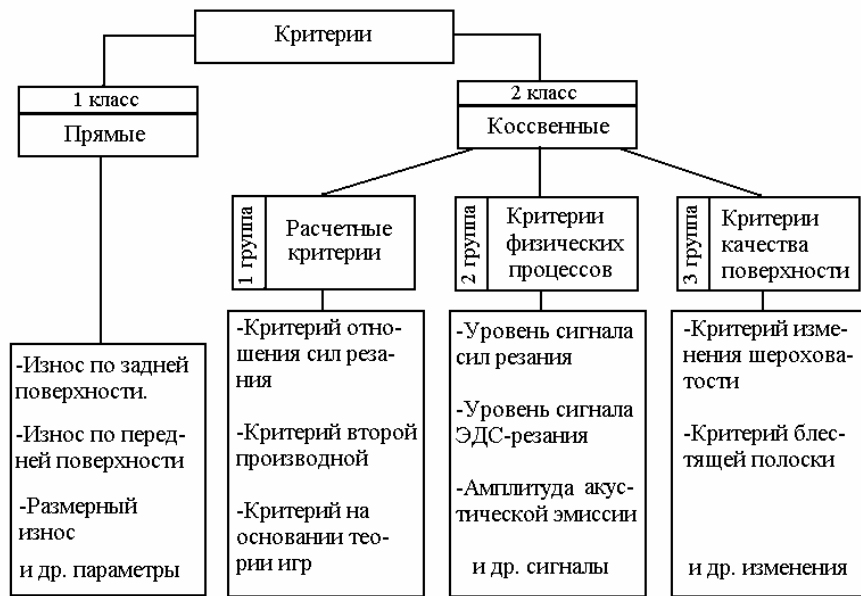 Критерии
1 класс
Прямые
2 класс
Коссвенные
1 группа
Расчетные
критерии
2 группа
Критерии
физических
процессов
3 группа
Критерии
качества
поверхности
-Износ по задней
поверхности.
-Износ по перед-
ней поверхности
-Размерный
износ
и др. параметры
-Критерий отно-
шения сил реза-
ния
-Критерий второй
производной
-Критерий на
основании тео-
рии игр
-Уровень сигнала
сил резания
-Уровень сигнала
ЭДС-резания
-Амплитуда акус-
тической эмиссии
и др. сигналы
-Критерий изме-
нения шерохова-
тости
-Критерий блес-
тящей полоски
и др. изменения